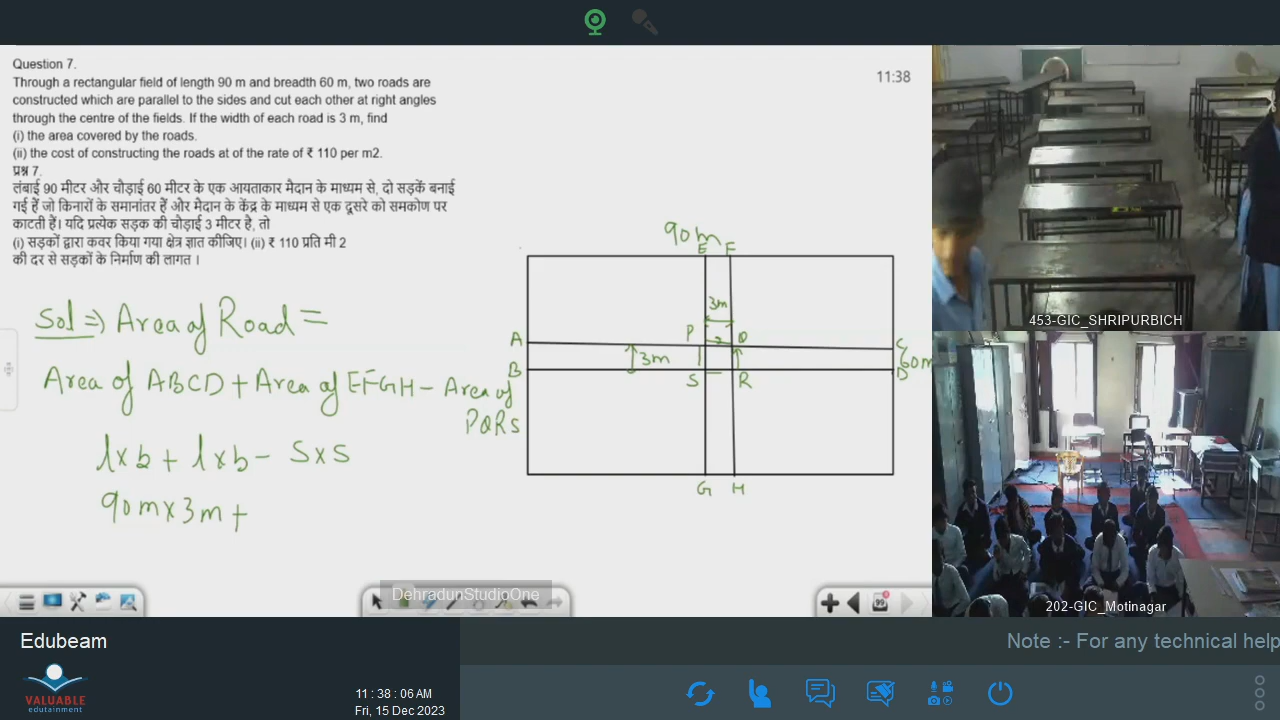 Question 7.
Through a rectangular field of length 90 m and breadth 60 m, two roads are
constructed which are parallel to the sides and cut each other at right angles
through the centre of the fields. If the width of each road is 3 m, find
(i) the area covered by the roads.
(ii) the cost of constructing the roads at of the rate of ₹ 110 per m2.
प्रश्न 7.
लंबाई 90 मीटर और चौड़ाई 60 मीटर के एक आयताकार मैदान के माध्यम से, दो सड़कें बनाई
गई हैं जो किनारों के समानांतर हैं और मैदान के केंद्र के माध्यम से एक दूसरे को समकोण पर
काटती हैं। यदि प्रत्येक सड़क की चौड़ाई 3 मीटर है, तो
(i) सड़कों द्वारा कवर किया गया क्षेत्र ज्ञात कीजिए। (ii) ₹ 110 प्रति मी 2
की दर से सड़कों के निर्माण की लागत ।
11:38
Sol ⇒ Area of Road =
Area of ABCD + Area of EFGH - Area of
PQRS
l×b + l×b - S×S
90m×3m +
90m
E F
3m
A P Q C
3m 60m
B S R D
G H
DehradunStudioOne
453-GIC_SHRIPURBICH
202-GIC_Motinagar
Edubeam
VALUABLE
edutainment
11 : 38 : 06 AM
Fri, 15 Dec 2023
Note :- For any technical help